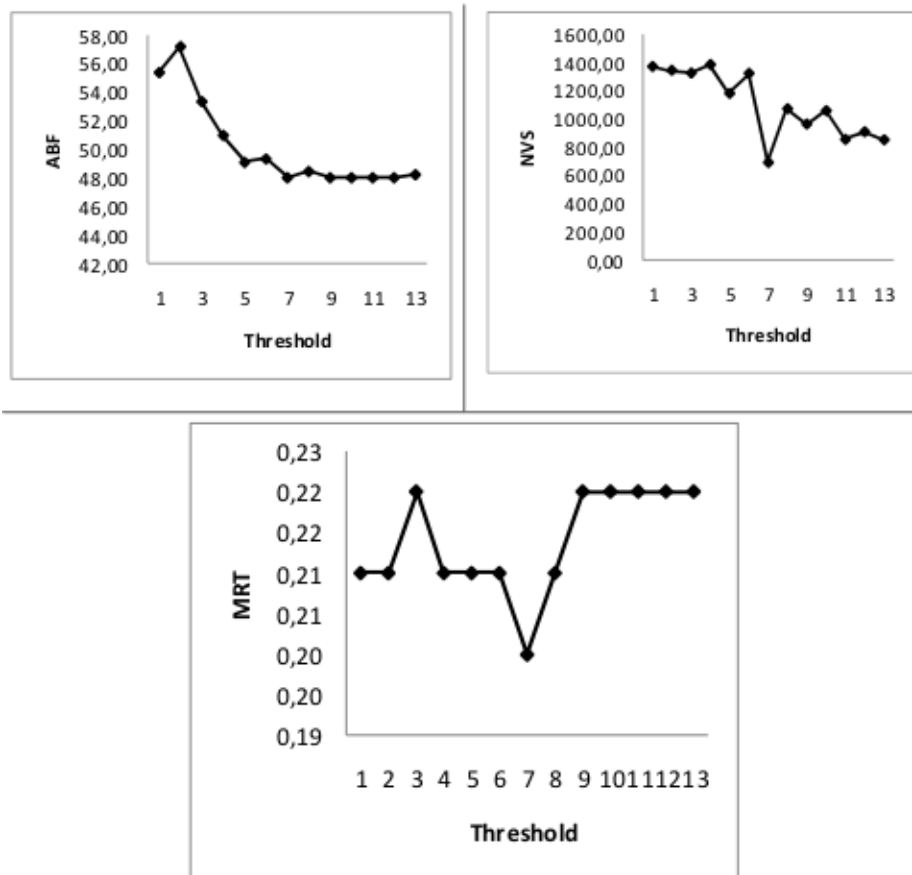 58,00
56,00
54,00
52,00
50,00
48,00
46,00
44,00
42,00
ABF
1 3 5 7 9 11 13
Threshold
1600,00
1400,00
1200,00
1000,00
800,00
600,00
400,00
200,00
0,00
NVS
1 3 5 7 9 11 13
Threshold
0,23
0,22
0,22
0,21
0,21
0,20
0,20
0,19
MRT
1 2 3 4 5 6 7 8 9 10111213
Threshold